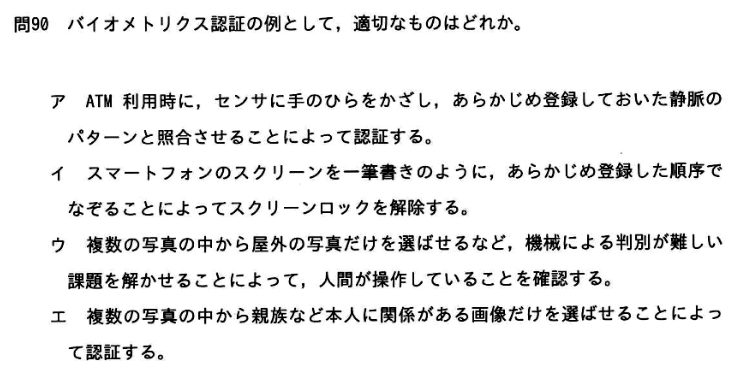 問90 バイオメトリクス認証の例として，適切なものはどれか。
ア ATM 利用時に，センサに手のひらをかざし，あらかじめ登録しておいた静脈の
パターンと照合させることによって認証する。
イ スマートフォンのスクリーンを一筆書きのように，あらかじめ登録した順序で
なぞることによってスクリーンロックを解除する。
ウ 複数の写真の中から屋外の写真だけを選ばせるなど，機械による判別が難しい
課題を解かせることによって，人間が操作していることを確認する。
エ 複数の写真の中から親族など本人に関係がある画像だけを選ばせることによっ
て認証する。